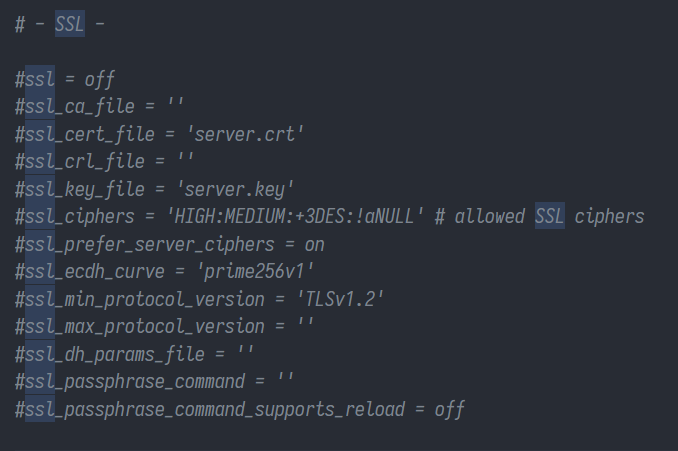 # - SSL -
#ssl = off
#ssl_ca_file = ''
#ssl_cert_file = 'server.crt'
#ssl_crl_file = ''
#ssl_key_file = 'server.key'
#ssl_ciphers = 'HIGH:MEDIUM:+3DES:!aNULL' # allowed SSL ciphers
#ssl_prefer_server_ciphers = on
#ssl_ecdh_curve = 'prime256v1'
#ssl_min_protocol_version = 'TLSv1.2'
#ssl_max_protocol_version = ''
#ssl_dh_params_file = ''
#ssl_passphrase_command = ''
#ssl_passphrase_command_supports_reload = off